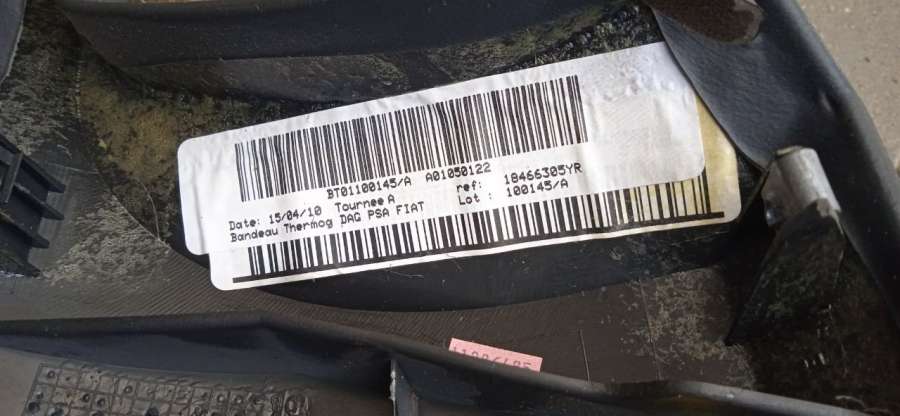 BT01100145/A A01050122
Date: 15/04/10 Tournee A ref: 18466305YR
Bandeau Thermog DAG PSA FIAT Lot : 100145/A